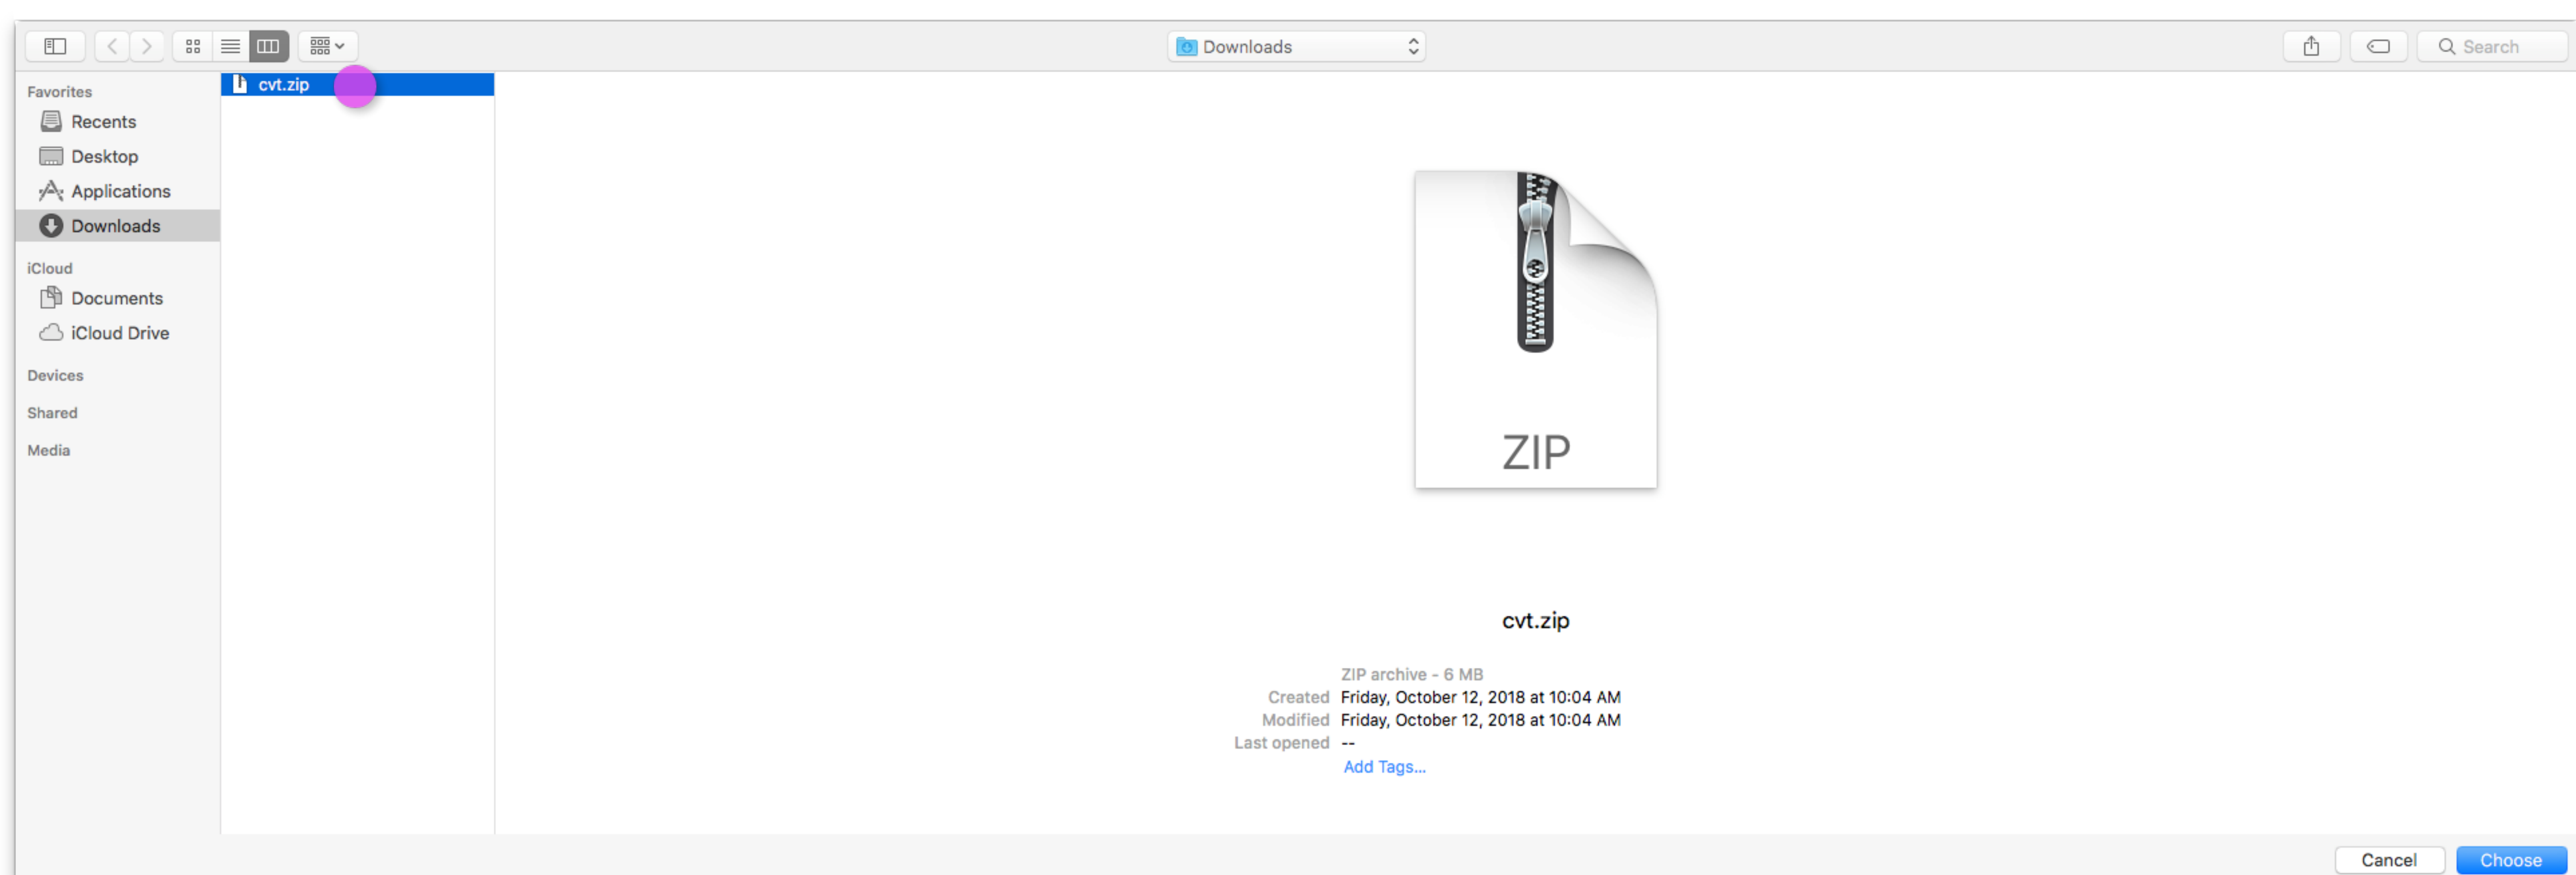 Downloads
Search
Favorites
Recents
Desktop
Applications
Downloads
iCloud
Documents
iCloud Drive
Devices
Shared
Media
cvt.zip
ZIP
cvt.zip
ZIP archive - 6 MB
Created Friday, October 12, 2018 at 10:04 AM
Modified Friday, October 12, 2018 at 10:04 AM
Last opened --
Add Tags...
Cancel Choose